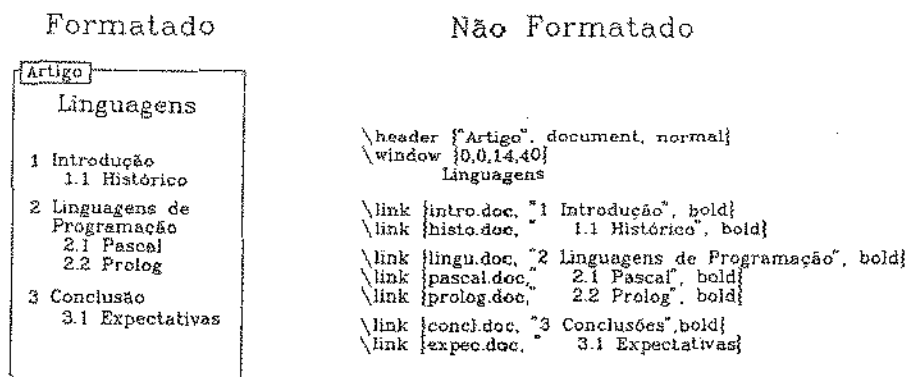 Formatado
Artigo
Linguagens
1 Introdução
1.1 Histórico
2 Linguagens de
Programação
2.1 Pascal
2.2 Prolog
3 Conclusão
3.1 Expectativas
Não Formatado
\header {"Artigo", document, normal}
\window {0,0,14,40}
Linguagens
\link {intro.doc, "1 Introdução", bold}
\link {histo.doc, "    1.1 Histórico", bold}
\link {lingu.doc, "2 Linguagens de Programação", bold}
\link {pascal.doc,"    2.1 Pascal", bold}
\link {prolog.doc,"    2.2 Prolog", bold}
\link {concl.doc, "3 Conclusões",bold}
\link {expec.doc, "    3.1 Expectativas}